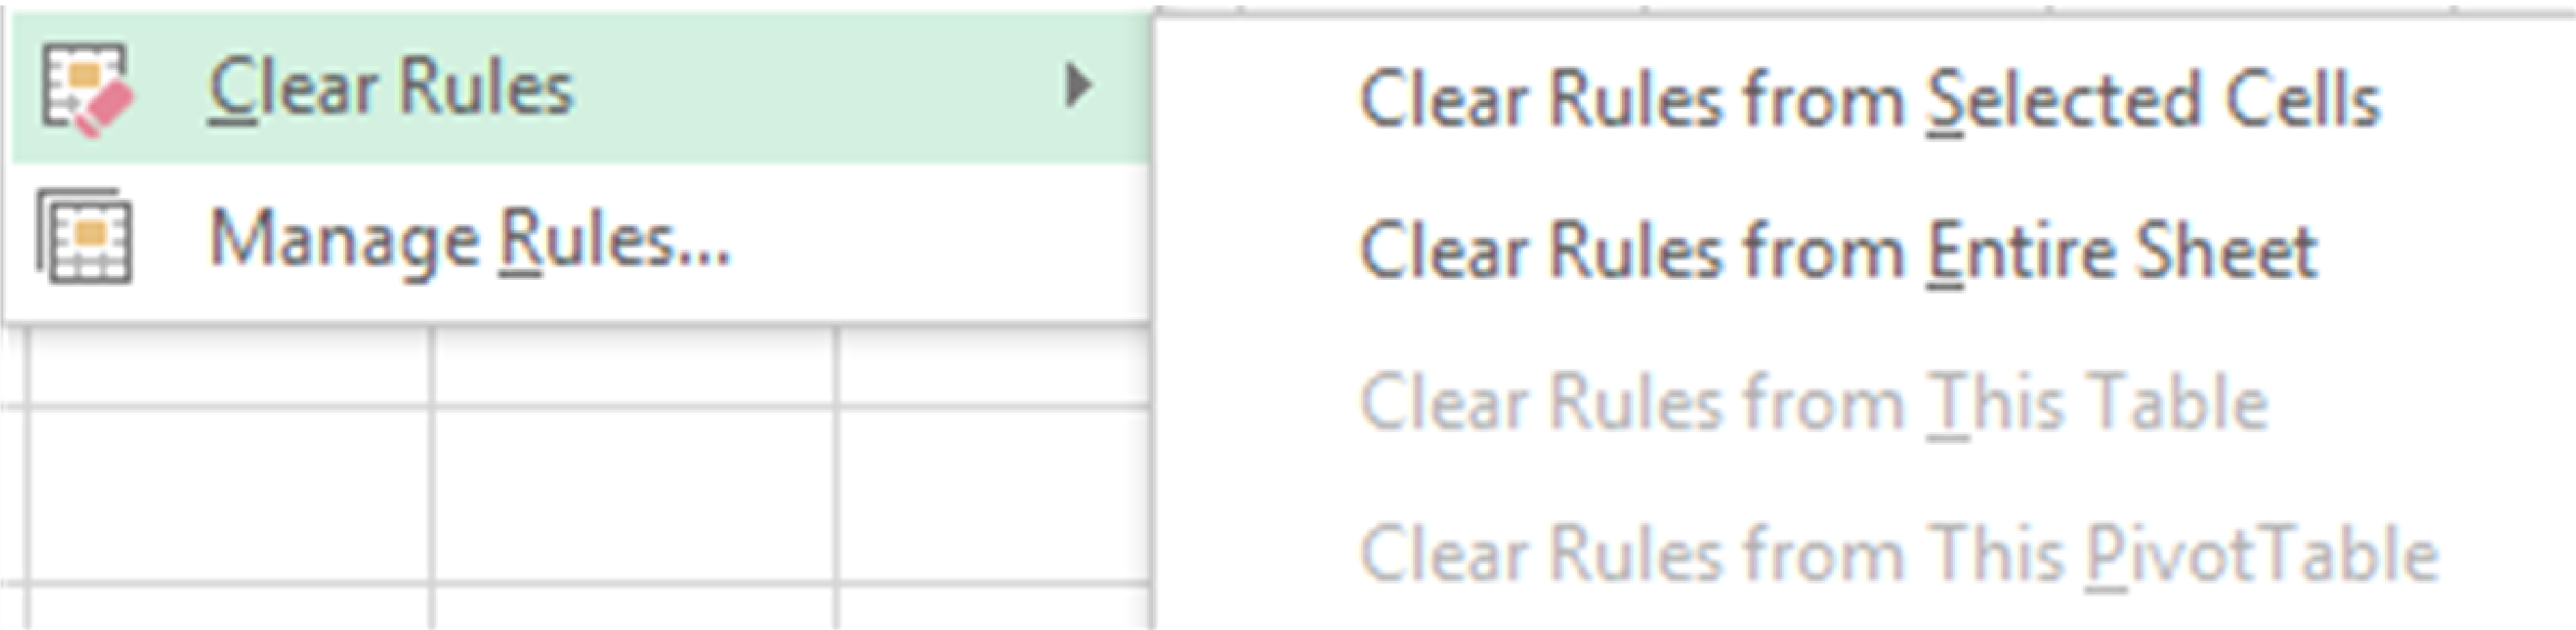 Clear Rules
Manage Rules...
Clear Rules from Selected Cells
Clear Rules from Entire Sheet
Clear Rules from This Table
Clear Rules from This PivotTable